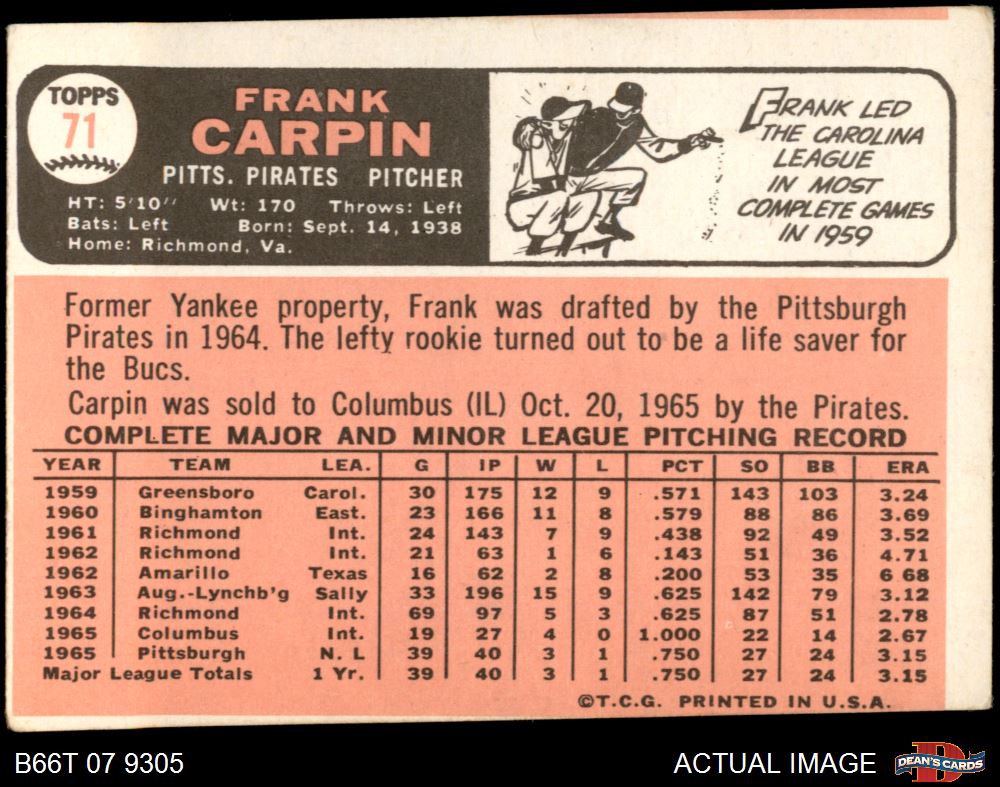 TOPPS
71
FRANK
CARPIN
PITTS. PIRATES PITCHER
HT: 5'10" Wt: 170 Throws: Left
Bats: Left Born: Sept. 14, 1938
Home: Richmond, Va.
FRANK LED
THE CAROLINA
LEAGUE
IN MOST
COMPLETE GAMES
IN 1959
Former Yankee property, Frank was drafted by the Pittsburgh
Pirates in 1964. The lefty rookie turned out to be a life saver for
the Bucs.
Carpin was sold to Columbus (IL) Oct. 20, 1965 by the Pirates.
COMPLETE MAJOR AND MINOR LEAGUE PITCHING RECORD
YEAR TEAM LEA. G IP W L PCT SO BB ERA
1959 Greensboro Carol. 30 175 12 9 .571 143 103 3.24
1960 Binghamton East. 23 166 11 8 .579 88 86 3.69
1961 Richmond Int. 24 143 7 9 .438 92 49 3.52
1962 Richmond Int. 21 63 1 6 .143 51 36 4.71
1962 Amarillo Texas 16 62 2 8 .200 53 35 6 68
1963 Aug.-Lynchb'g Sally 33 196 15 9 .625 142 79 3.12
1964 Richmond Int. 69 97 5 3 .625 87 51 2.78
1965 Columbus Int. 19 27 4 0 1.000 22 14 2.67
1965 Pittsburgh N. L 39 40 3 1 .750 27 24 3.15
Major League Totals 1 Yr. 39 40 3 1 .750 27 24 3.15
©T.C.G. PRINTED IN U.S.A.
B66T 07 9305
ACTUAL IMAGE
DEAN'S CARDS